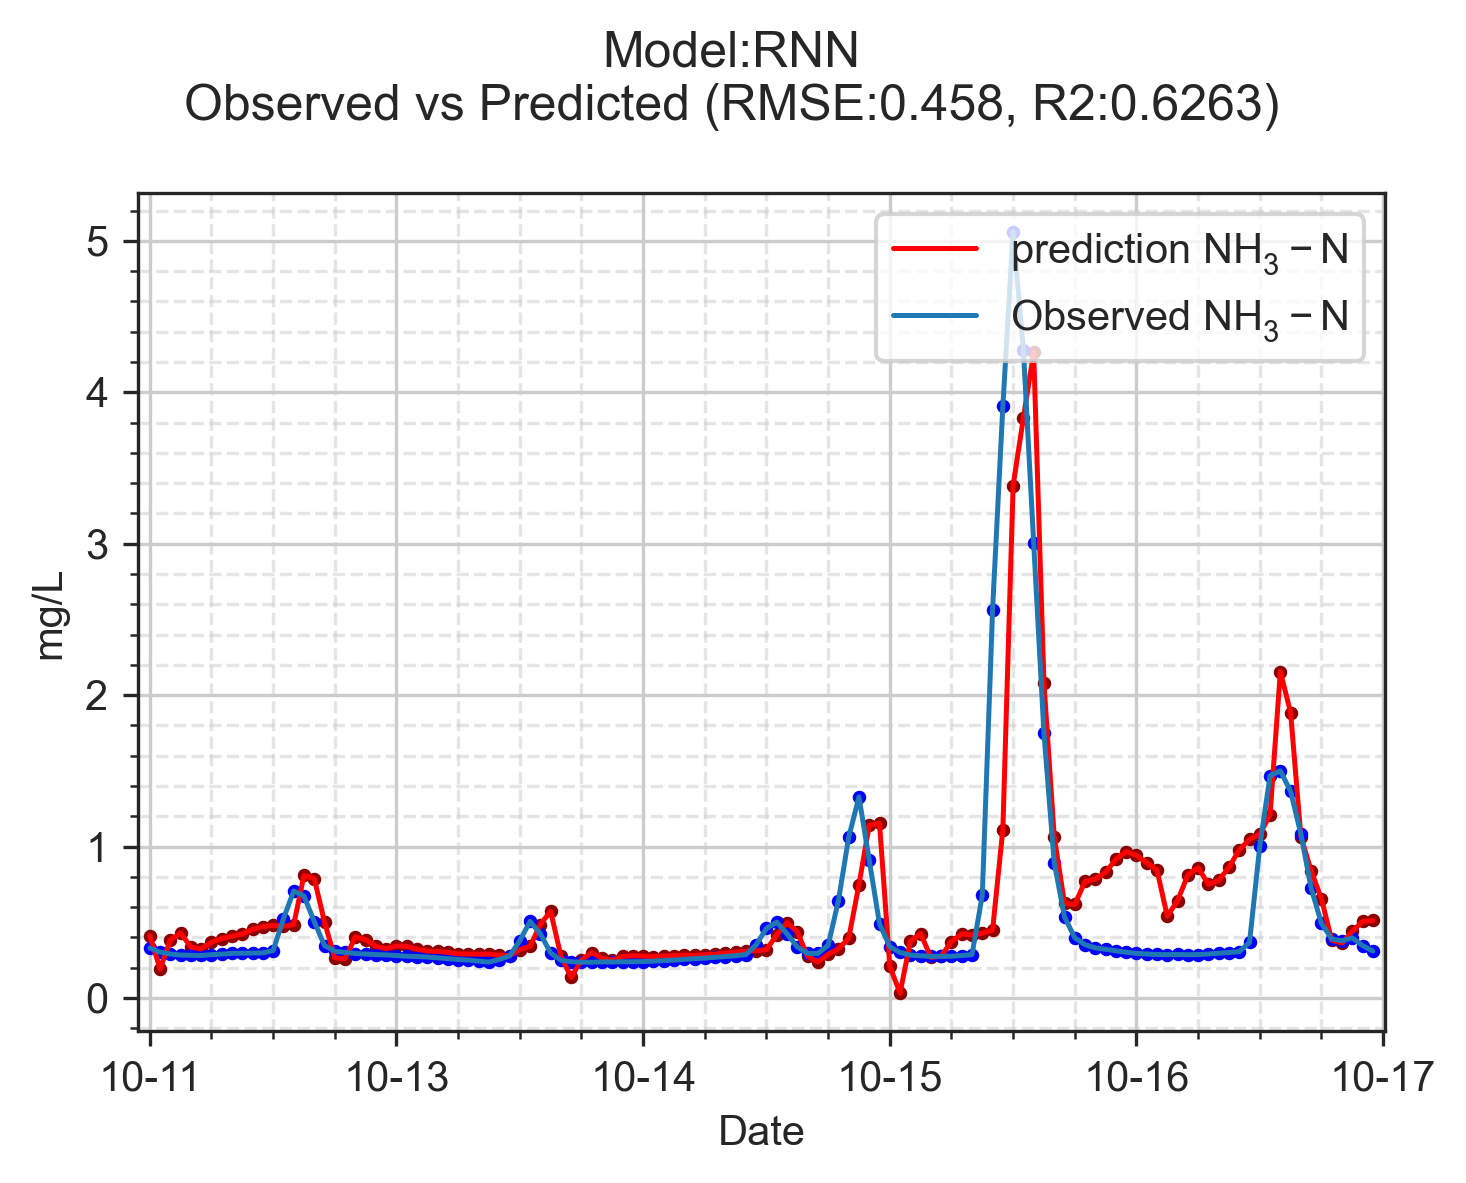 Model:RNN
Observed vs Predicted (RMSE:0.458, R2:0.6263)
prediction NH₃ − N
Observed NH₃ − N
5
4
3
2
1
0
mg/L
10-11 10-13 10-14 10-15 10-16 10-17
Date